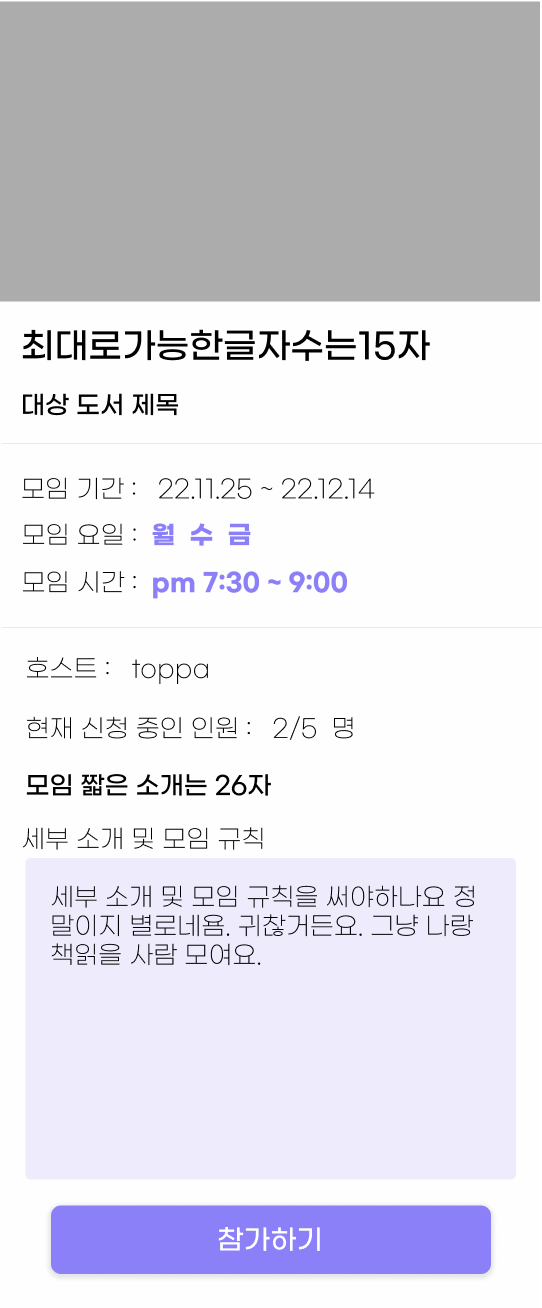 최대로가능한글자수는15자
대상 도서 제목
모임 기간 : 22.11.25 ~ 22.12.14
모임 요일 : 월 수 금
모임 시간 : pm 7:30 ~ 9:00
호스트 : toppa
현재 신청 중인 인원 : 2/5 명
모임 짧은 소개는 26자
세부 소개 및 모임 규칙
세부 소개 및 모임 규칙을 써야하나요 정
말이지 별로네욤. 귀찮거든요. 그냥 나랑
책읽을 사람 모여요.
참가하기